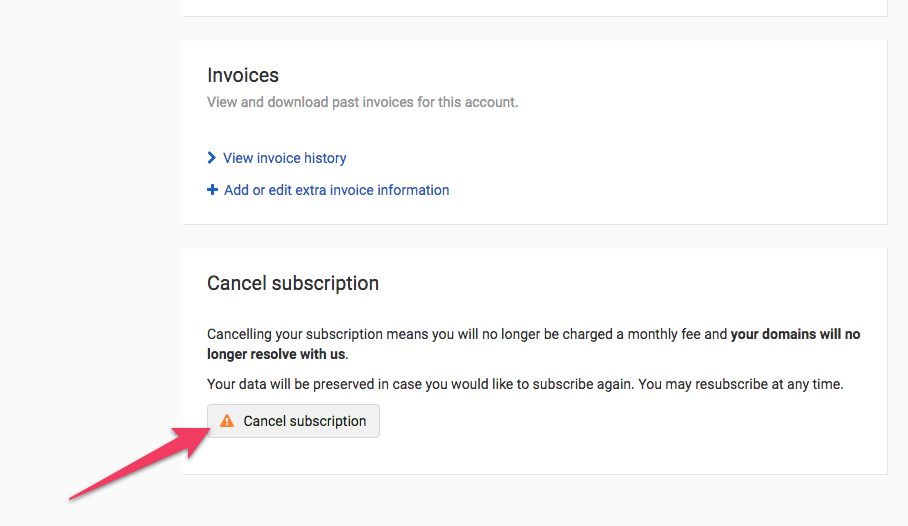 Invoices
View and download past invoices for this account.
View invoice history
Add or edit extra invoice information
Cancel subscription
Cancelling your subscription means you will no longer be charged a monthly fee and your domains will no
longer resolve with us.
Your data will be preserved in case you would like to subscribe again. You may resubscribe at any time.
Cancel subscription